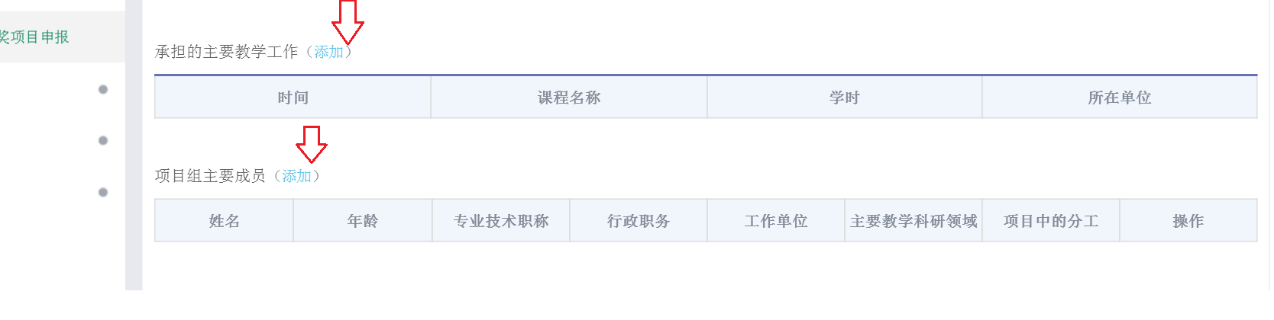 奖项目申报
承担的主要教学工作（添加）
时间 课程名称 学时 所在单位
项目组主要成员（添加）
姓名 年龄 专业技术职称 行政职务 工作单位 主要教学科研领域 项目中的分工 操作